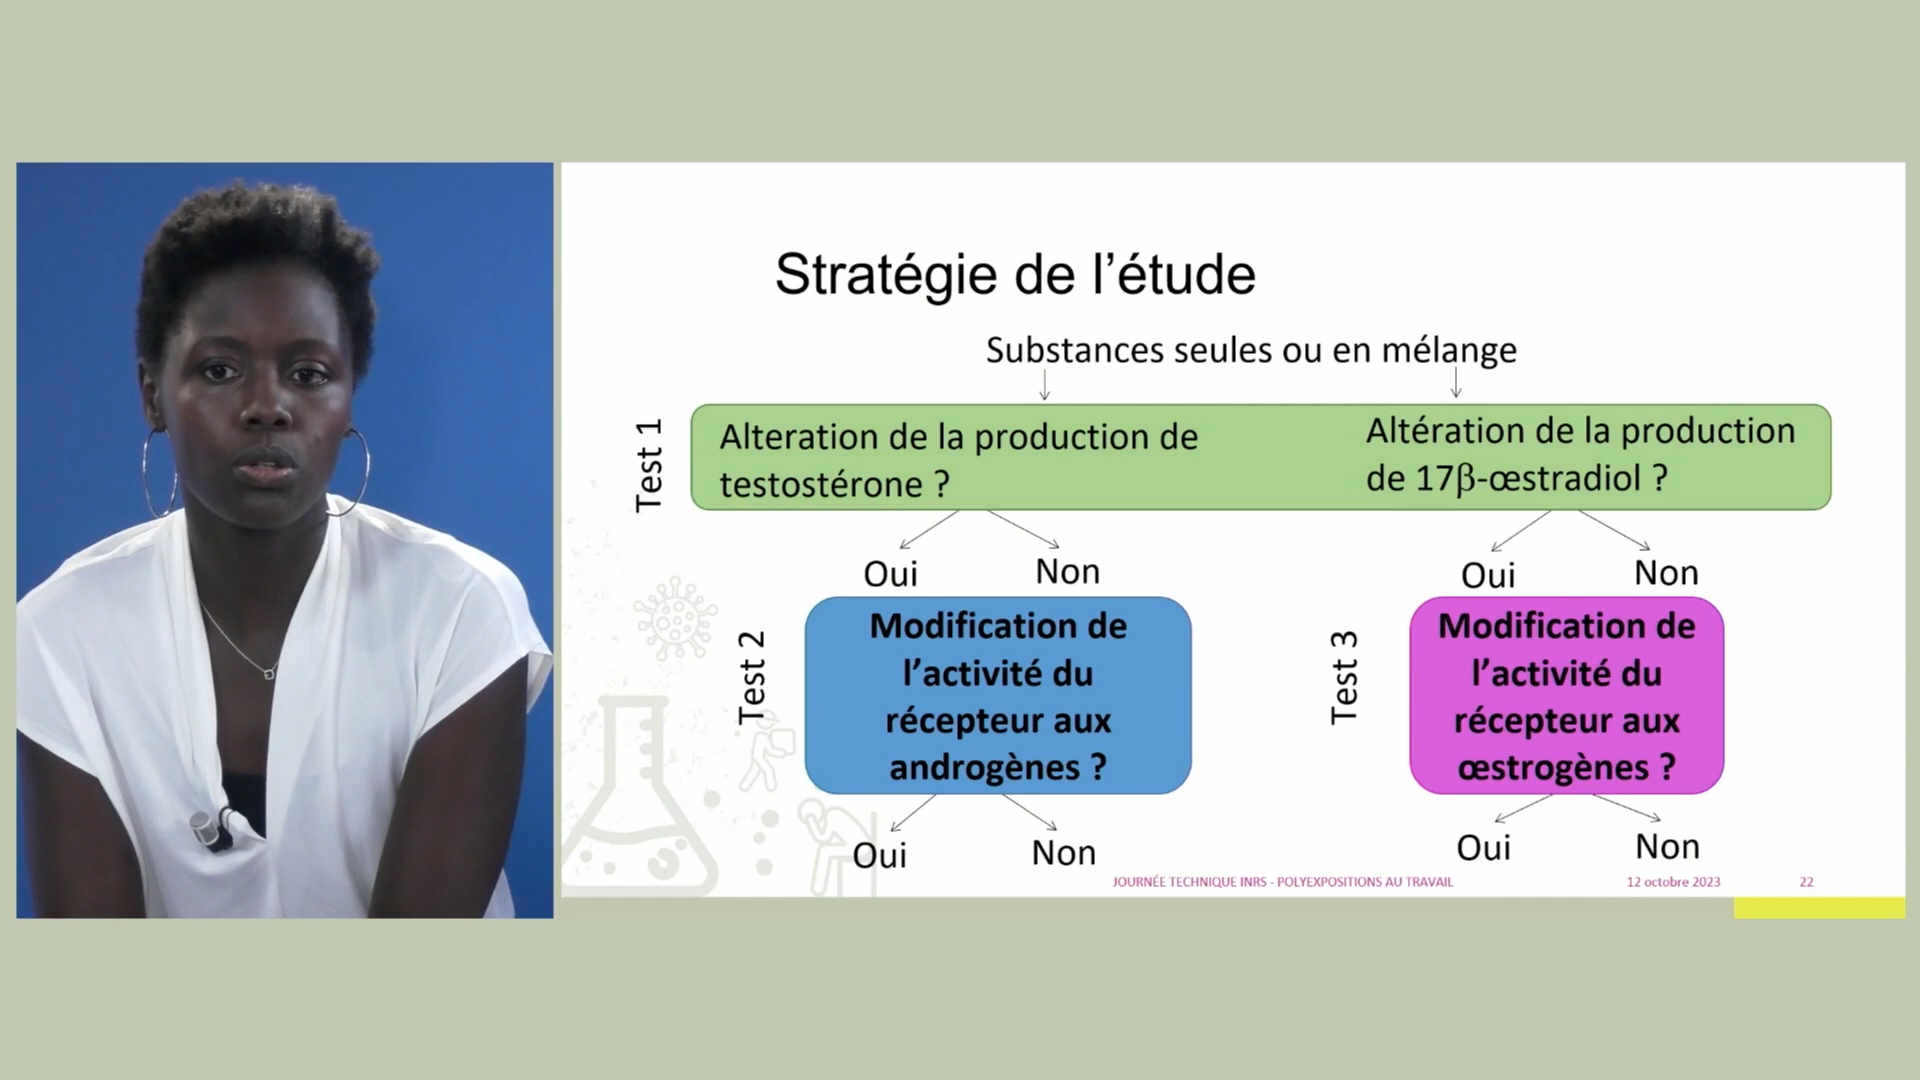 Stratégie de l’étude
Substances seules ou en mélange
Test 1
Alteration de la production de
testostérone ?
Altération de la production
de 17β-œstradiol ?
Oui
Non
Oui
Non
Test 2
Modification de
l’activité du
récepteur aux
androgènes ?
Test 3
Modification de
l’activité du
récepteur aux
œstrogènes ?
Oui
Non
Oui
Non
JOURNÉE TECHNIQUE INRS - POLYEXPOSITIONS AU TRAVAIL
12 octobre 2023
22